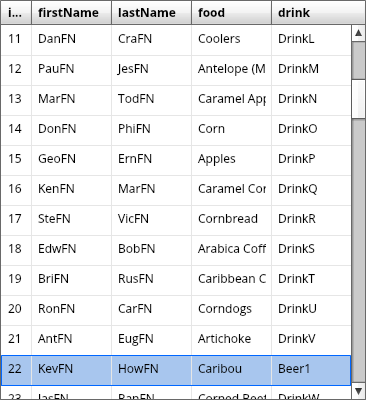 i... firstName lastName food drink
11 DanFN CraFN Coolers DrinkL
12 PauFN JesFN Antelope (M DrinkM
13 MarFN TodFN Caramel App DrinkN
14 DonFN PhiFN Corn DrinkO
15 GeoFN ErnFN Apples DrinkP
16 KenFN MarFN Caramel Cor DrinkQ
17 SteFN VicFN Cornbread DrinkR
18 EdwFN BobFN Arabica Coff DrinkS
19 BriFN RusFN Caribbean C DrinkT
20 RonFN CarFN Corndogs DrinkU
21 AntFN EugFN Artichoke DrinkV
22 KevFN HowFN Caribou Beer1
23 JasFN RanFN Corned Beef DrinkW